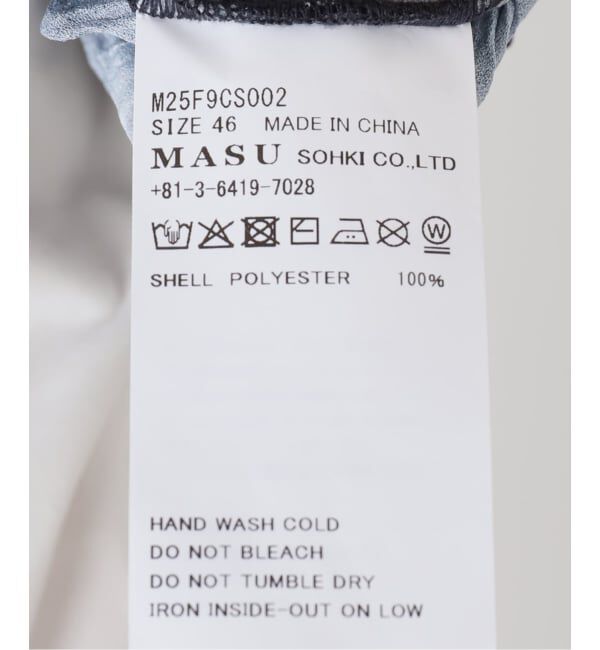 M25F9CS002
SIZE 46 MADE IN CHINA
MASU SOHKI CO.,LTD
+81-3-6419-7028
W
SHELL POLYESTER 100%
HAND WASH COLD
DO NOT BLEACH
DO NOT TUMBLE DRY
IRON INSIDE-OUT ON LOW